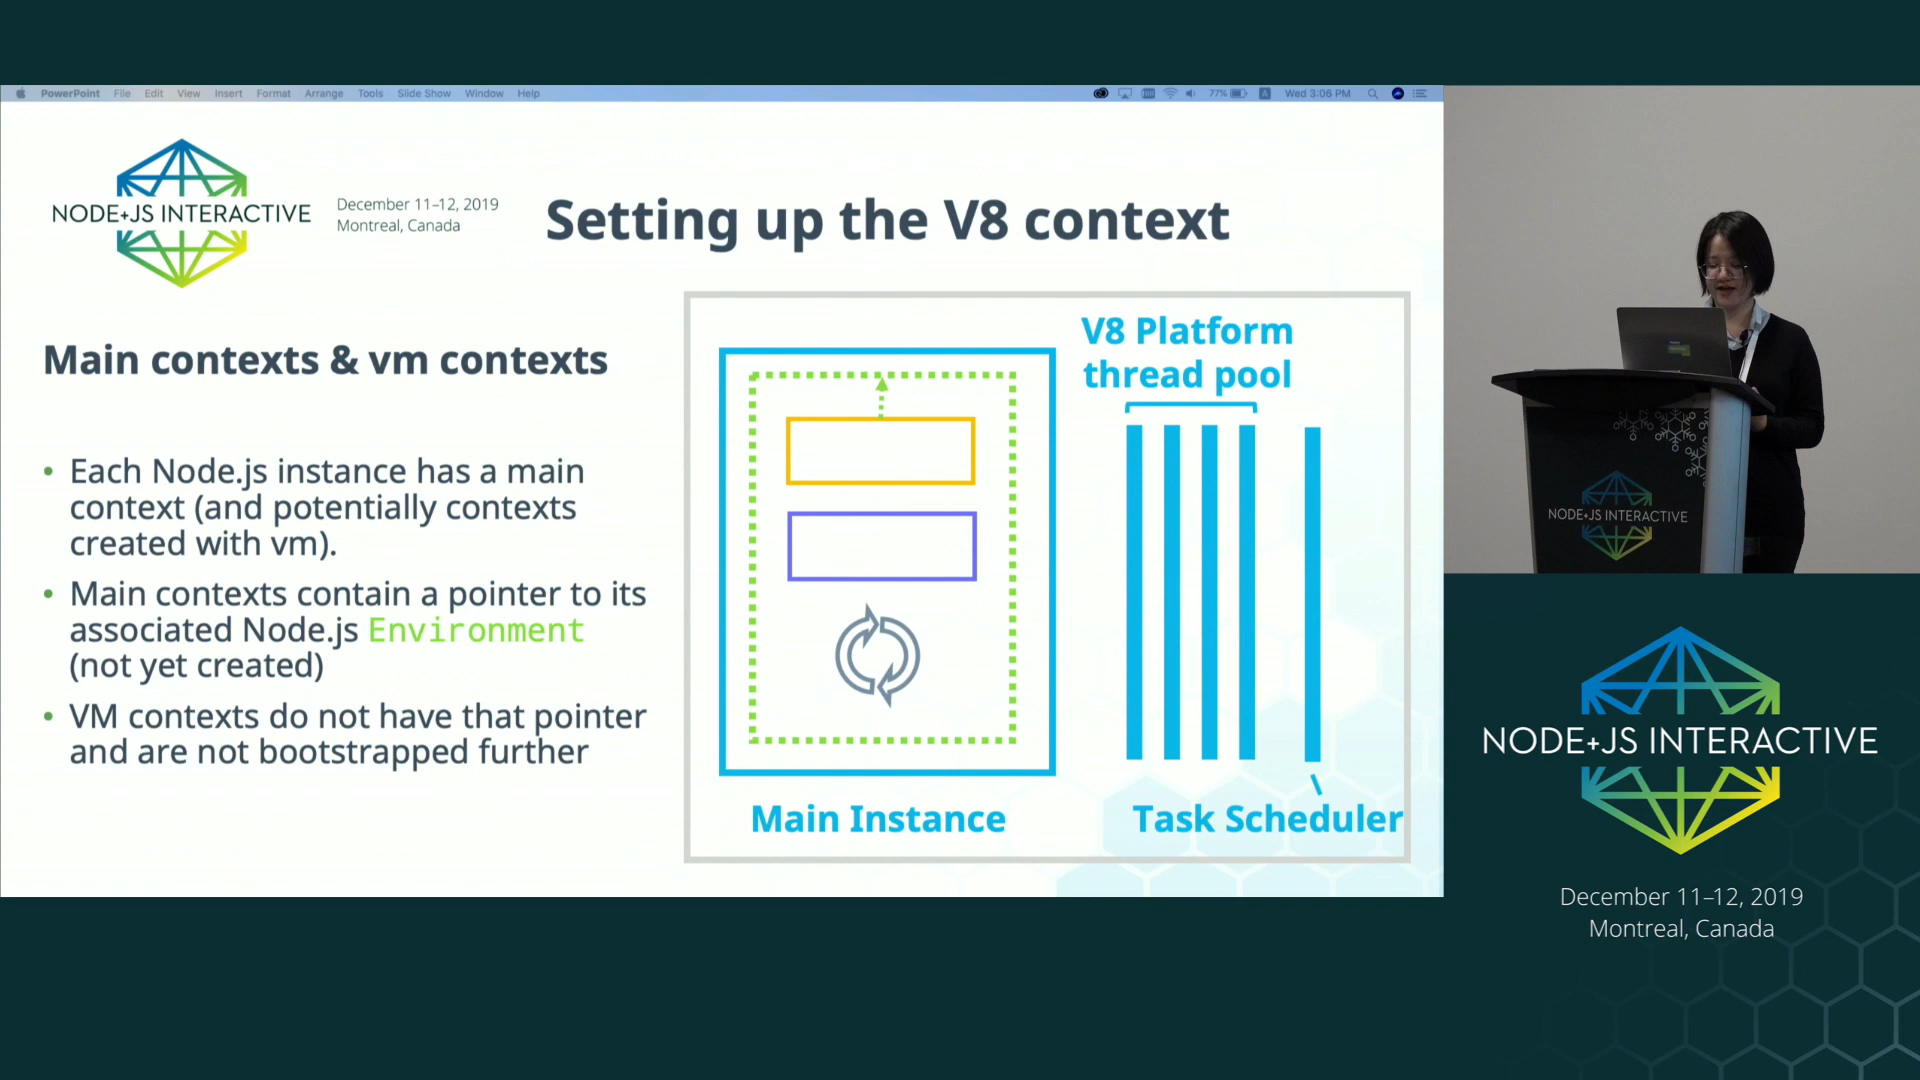 PowerPoint File Edit View Insert Format Arrange Tools Slide Show Window Help
77% A Wed 3:06 PM
NODE+JS INTERACTIVE
December 11–12, 2019
Montreal, Canada
Setting up the V8 context
Main contexts & vm contexts
• Each Node.js instance has a main
context (and potentially contexts
created with vm).
• Main contexts contain a pointer to its
associated Node.js Environment
(not yet created)
• VM contexts do not have that pointer
and are not bootstrapped further
V8 Platform
thread pool
Main Instance
Task Scheduler
NODE+JS INTERACTIVE
NODE+JS INTERACTIVE
December 11–12, 2019
Montreal, Canada